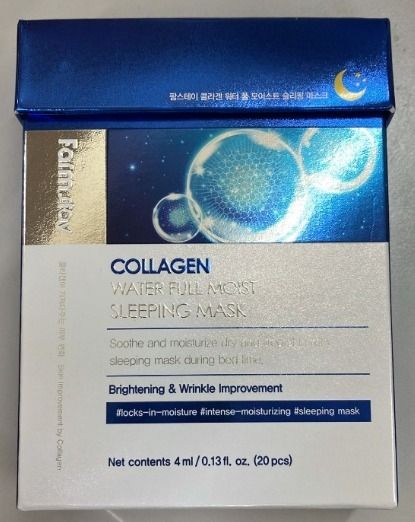 팜스테이 콜라겐 워터 풀 모이스트 슬리핑 마스크
FarmStay
COLLAGEN
WATER FULL MOIST
SLEEPING MASK
Soothe and moisturize dry and
sleeping mask during bed time.
Brightening & Wrinkle Improvement
#locks-in-moisture #intense-moisturizing #sleeping mask
Net contents 4 ml / 0.13 fl. oz. (20 pcs)
Skin improvement by Collagen